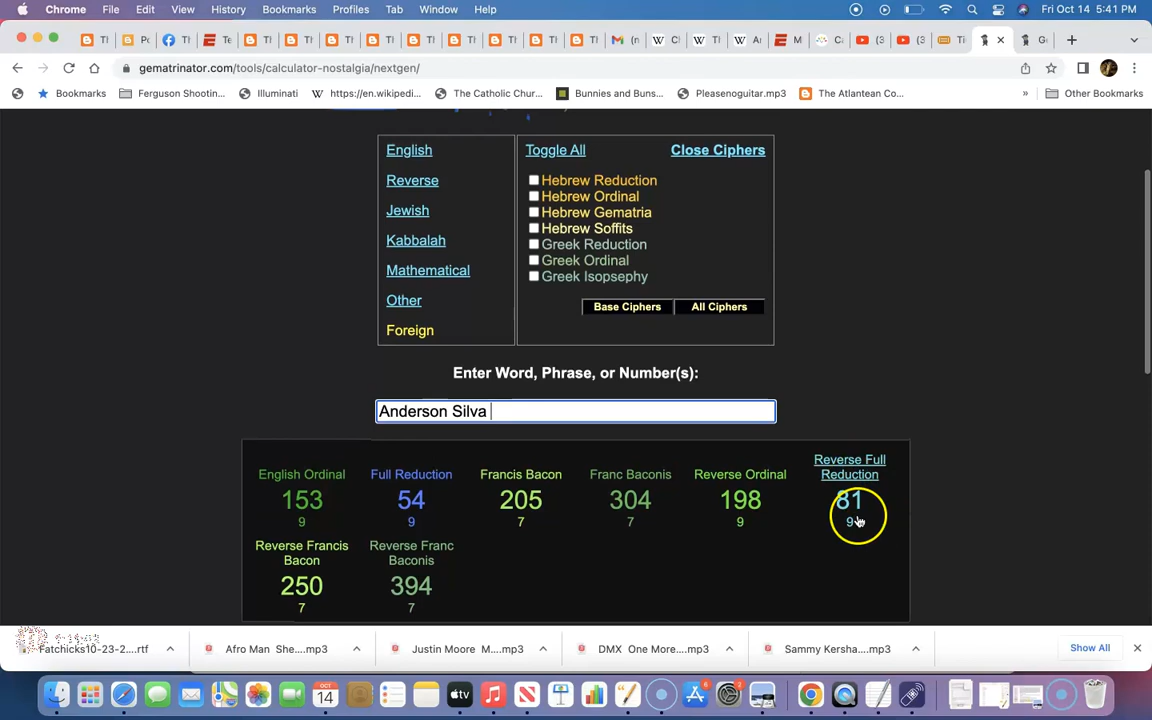 Chrome File Edit View History Bookmarks Profiles Tab Window Help Fri Oct 14 5:41 PM
gematrinator.com/tools/calculator-nostalgia/nextgen/
Bookmarks Ferguson Shootin... Illuminati https://en.wikipedi... The Catholic Chur... Bunnies and Buns... Pleasenoguitar.mp3 The Atlantean Co... » Other Bookmarks
English
Reverse
Jewish
Kabbalah
Mathematical
Other
Foreign
Toggle All Close Ciphers
Hebrew Reduction
Hebrew Ordinal
Hebrew Gematria
Hebrew Soffits
Greek Reduction
Greek Ordinal
Greek Isopsephy
Base Ciphers All Ciphers
Enter Word, Phrase, or Number(s):
Anderson Silva
English Ordinal
153
9
Full Reduction
54
9
Francis Bacon
205
7
Franc Baconis
304
7
Reverse Ordinal
198
9
Reverse Full
Reduction
81
9
Reverse Francis
Bacon
250
7
Reverse Franc
Baconis
394
7
Fatchicks10-23-2....rtf Afro Man She....mp3 Justin Moore M....mp3 DMX One More....mp3 Sammy Kersha....mp3 Show All